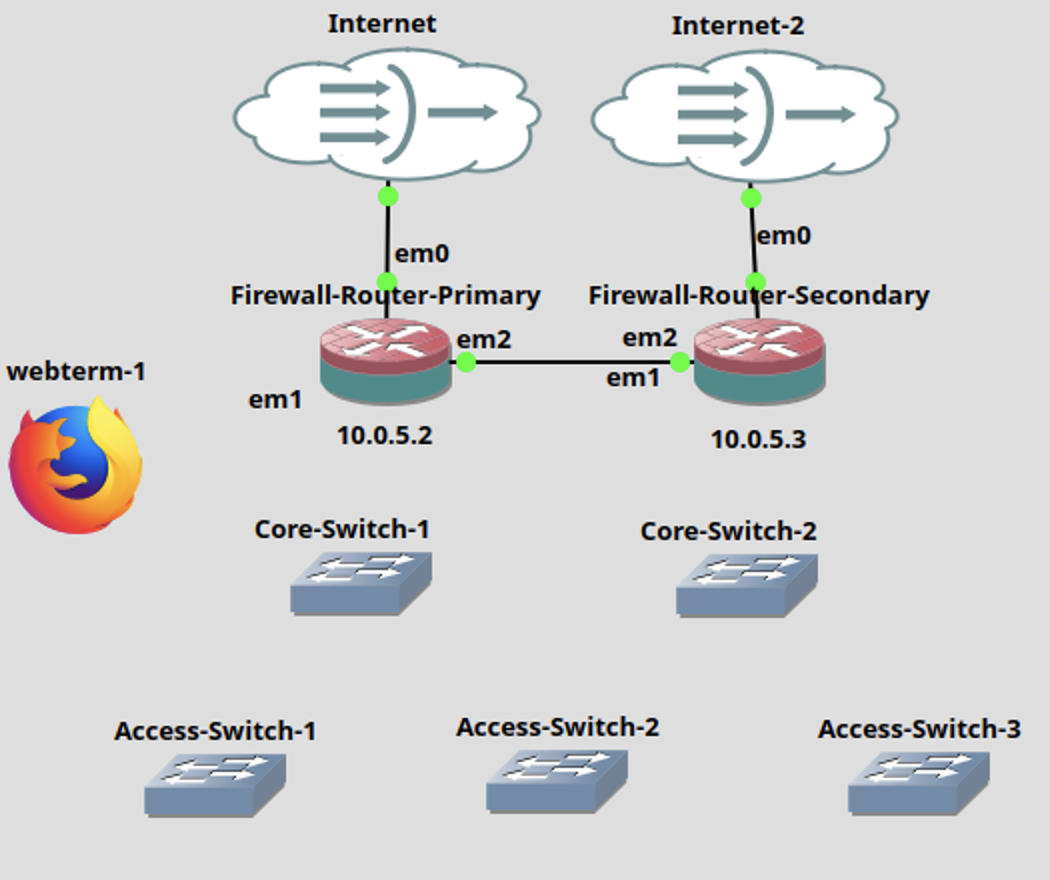 Internet
Internet-2
em0
em0
Firewall-Router-Primary
Firewall-Router-Secondary
em2
em2
webterm-1
em1
em1
10.0.5.2
10.0.5.3
Core-Switch-1
Core-Switch-2
Access-Switch-1
Access-Switch-2
Access-Switch-3